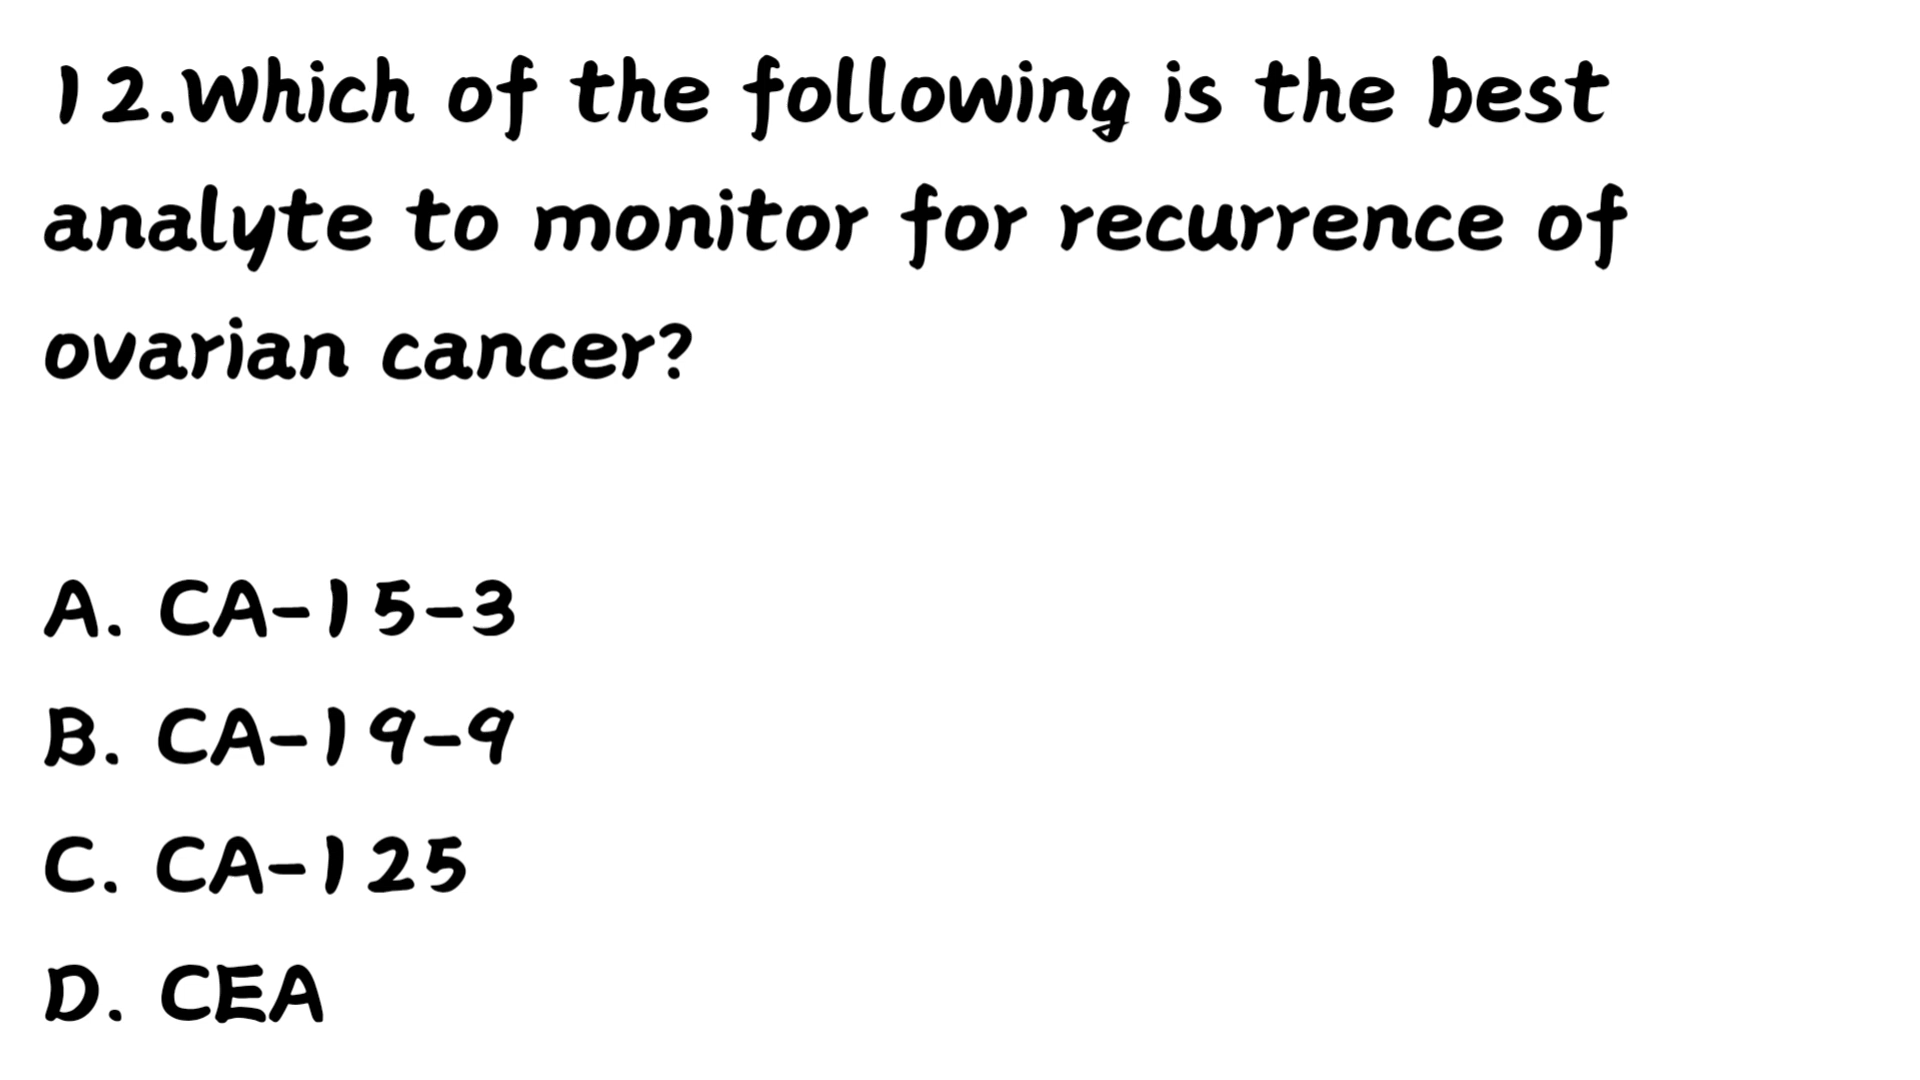 12.Which of the following is the best
analyte to monitor for recurrence of
ovarian cancer?
A. CA-15-3
B. CA-19-9
C. CA-125
D. CEA